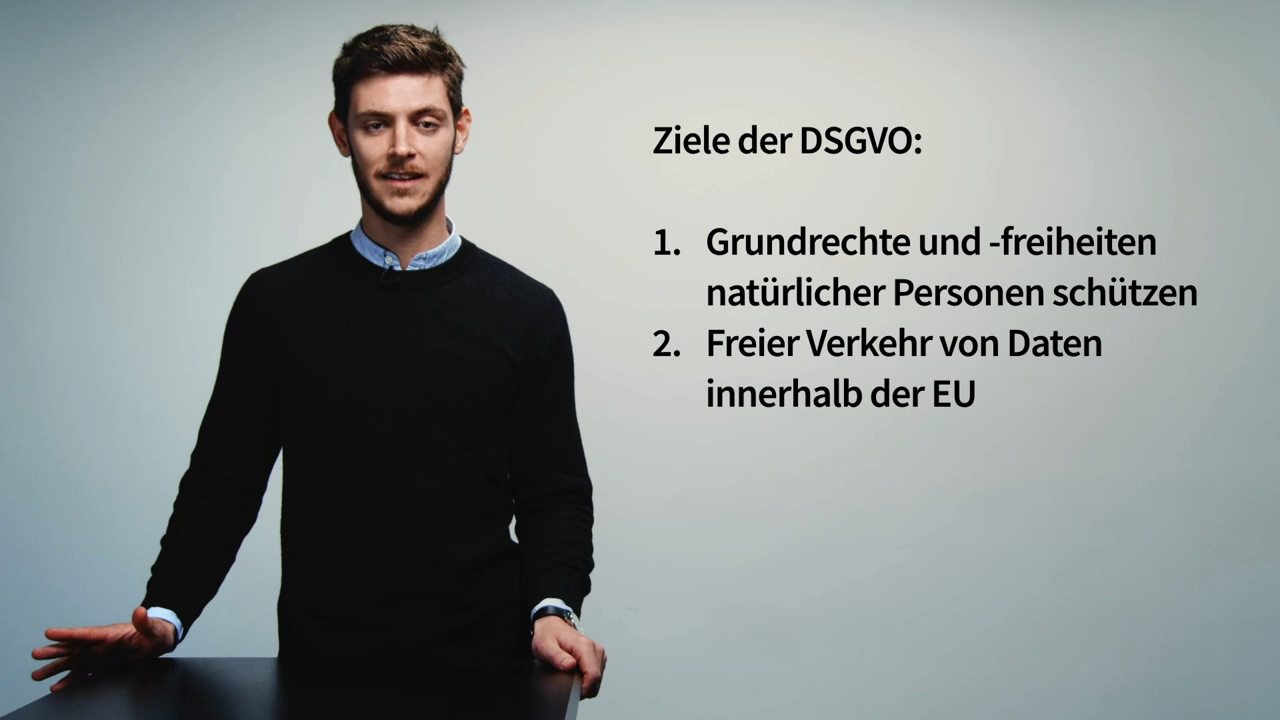 Ziele der DSGVO:
1. Grundrechte und -freiheiten
natürlicher Personen schützen
2. Freier Verkehr von Daten
innerhalb der EU